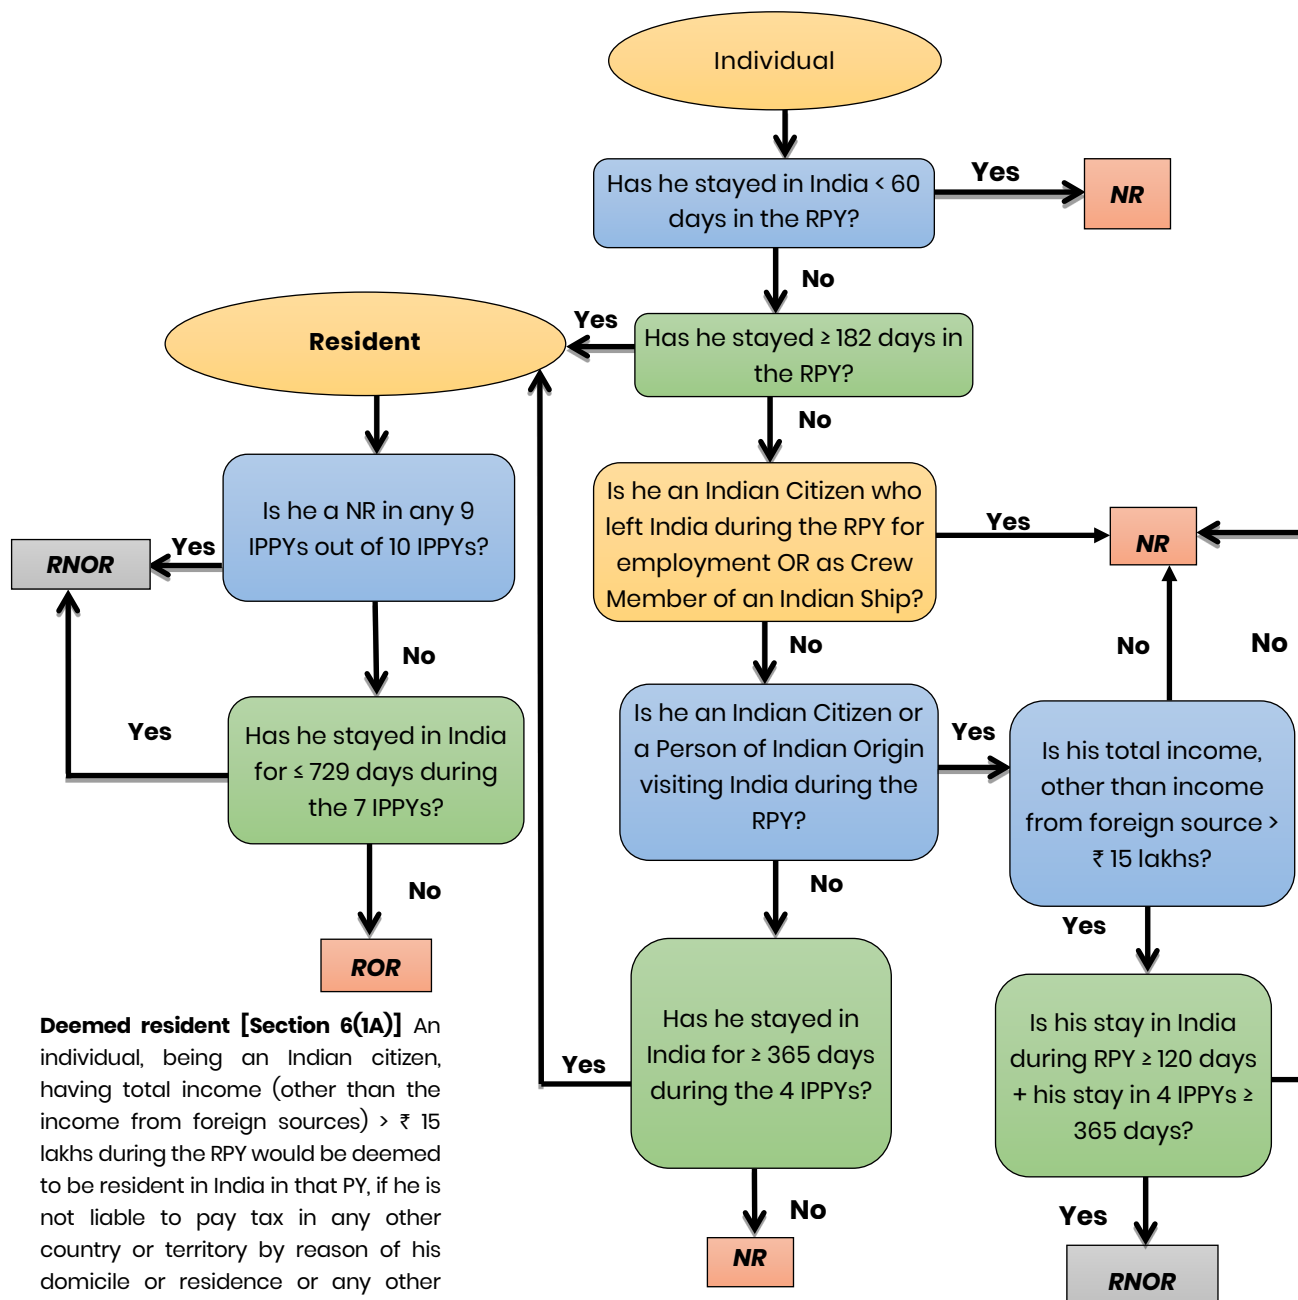 Individual
Has he stayed in India < 60
days in the RPY?
Yes
NR
No
Has he stayed ≥ 182 days in
the RPY?
Yes
Resident
No
Is he a NR in any 9
IPPYs out of 10 IPPYs?
Yes
RNOR
No
Has he stayed in India
for ≤ 729 days during
the 7 IPPYs?
Yes
No
ROR
Is he an Indian Citizen who
left India during the RPY for
employment OR as Crew
Member of an Indian Ship?
Yes
NR
No
Is he an Indian Citizen or
a Person of Indian Origin
visiting India during the
RPY?
Yes
No
No
Is his total income,
other than income
from foreign source >
₹ 15 lakhs?
No
Yes
Has he stayed in
India for ≥ 365 days
during the 4 IPPYs?
Yes
No
NR
Is his stay in India
during RPY ≥ 120 days
+ his stay in 4 IPPYs ≥
365 days?
Yes
RNOR
Deemed resident [Section 6(1A)] An
individual, being an Indian citizen,
having total income (other than the
income from foreign sources) > ₹ 15
lakhs during the RPY would be deemed
to be resident in India in that PY, if he is
not liable to pay tax in any other
country or territory by reason of his
domicile or residence or any other